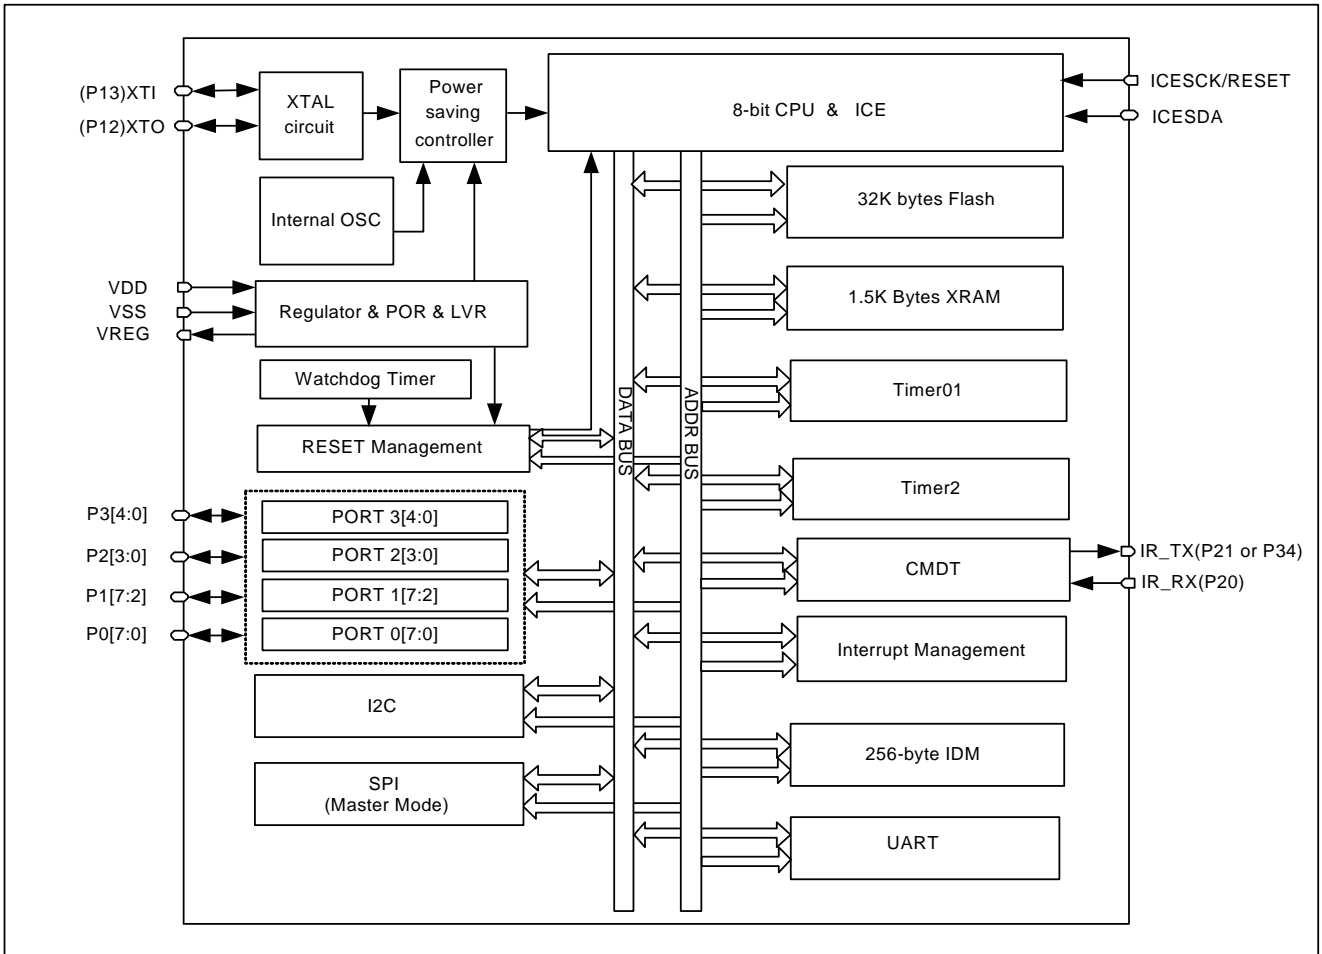 (P13)XTI
(P12)XTO
XTAL
circuit
Power
saving
controller
8-bit CPU & ICE
ICESCK/RESET
ICESDA
Internal OSC
32K bytes Flash
VDD
VSS
VREG
Regulator & POR & LVR
1.5K Bytes XRAM
Watchdog Timer
Timer01
DATA BUS
ADDR BUS
RESET Management
Timer2
P3[4:0]
P2[3:0]
P1[7:2]
P0[7:0]
PORT 3[4:0]
PORT 2[3:0]
PORT 1[7:2]
PORT 0[7:0]
CMDT
IR_TX(P21 or P34)
IR_RX(P20)
Interrupt Management
I2C
256-byte IDM
SPI
(Master Mode)
UART